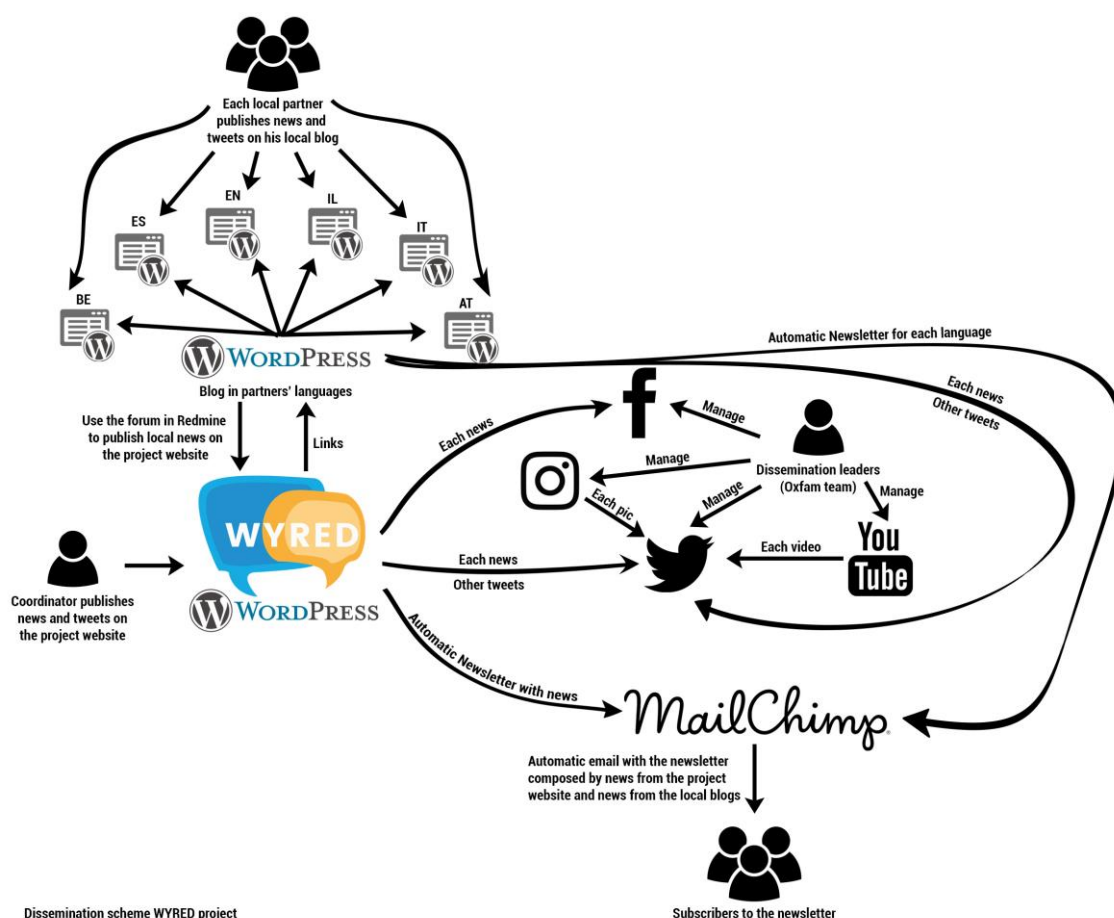 Each local partner
publishes news and
tweets on his local blog
EN
IL
ES
IT
BE
AT
WORDPRESS
Blog in partners' languages
Automatic Newsletter for each language
Each news
Other tweets
Use the forum in Redmine
to publish local news on
the project website
Links
Each news
Manage
Manage
Dissemination leaders
(Oxfam team)
Manage
Manage
Each pic
WYRED
WORDPRESS
Each news
Other tweets
Each video
You
Tube
Coordinator publishes
news and tweets on
the project website
Automatic Newsletter with news
MailChimp
Automatic email with the newsletter
composed by news from the project
website and news from the local blogs
Dissemination scheme WYRED project
Subscribers to the newsletter